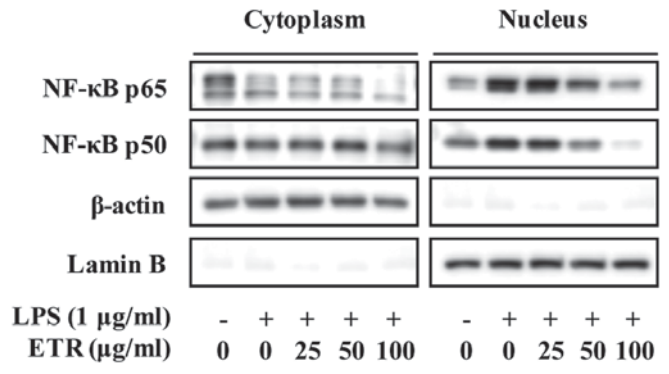 Cytoplasm Nucleus
NF-κB p65
NF-κB p50
β-actin
Lamin B
LPS (1 µg/ml) - + + + + - + + + +
ETR (µg/ml) 0 0 25 50 100 0 0 25 50 100